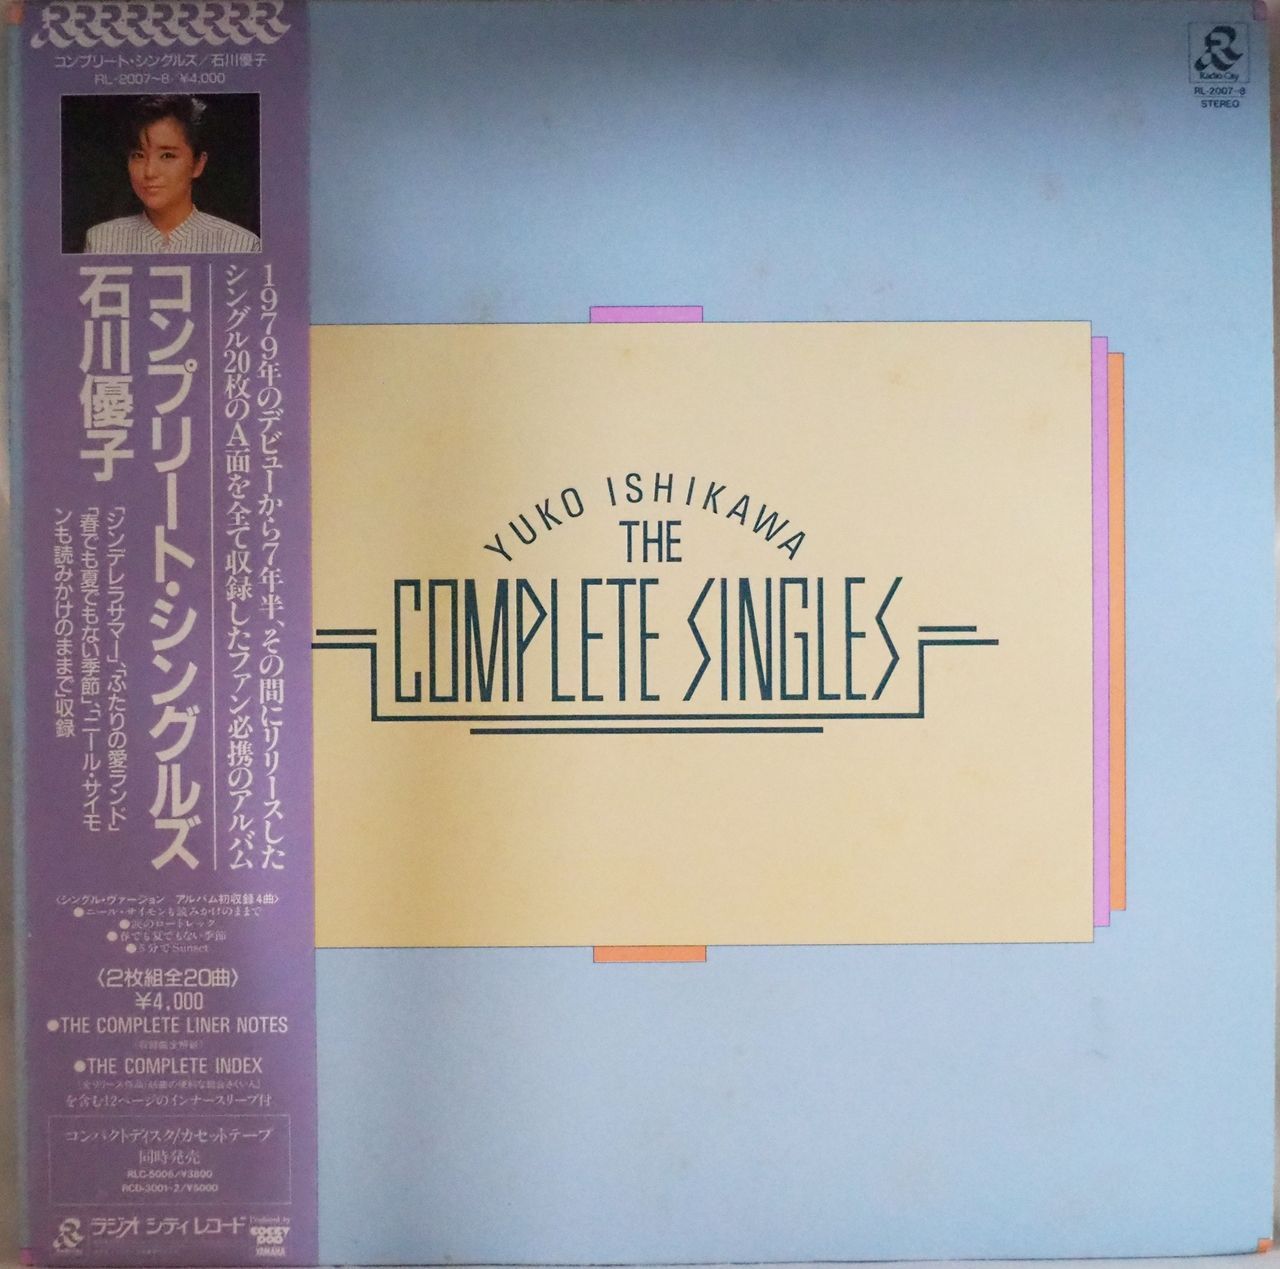 コンプリート・シングルズ/石川優子
RL-2007~8/¥4,000
1979年のデビューから7年半、その間にリリースした
シングル20枚のA面を全て収録したファン必携のアルバム
コンプリート・シングルズ
石川優子
「シンデレラサマー」、「ふたりの愛ランド」
「春でも夏でもない季節」、「ニール・サイモ
ンも読みかけのままで」収録
〈シングル・ヴァージョン アルバム初収録4曲〉
●ニール・サイモンも読みかけのままで
●涙のロートレック
●春でも夏でもない季節
●5分でSunset
〈2枚組全20曲〉
¥4,000
●THE COMPLETE LINER NOTES
●THE COMPLETE INDEX
を含む12ページのインナースリーブ付
コンパクトディスク/カセットテープ
同時発売
RLC-5006/¥3800
RCD-3001~2/¥5000
ラジオ シティ レコード
Produced by
COCKY POP
YAMAHA
Radio City
RL-2007~8
STEREO
YUKO ISHIKAWA
THE
COMPLETE SINGLES